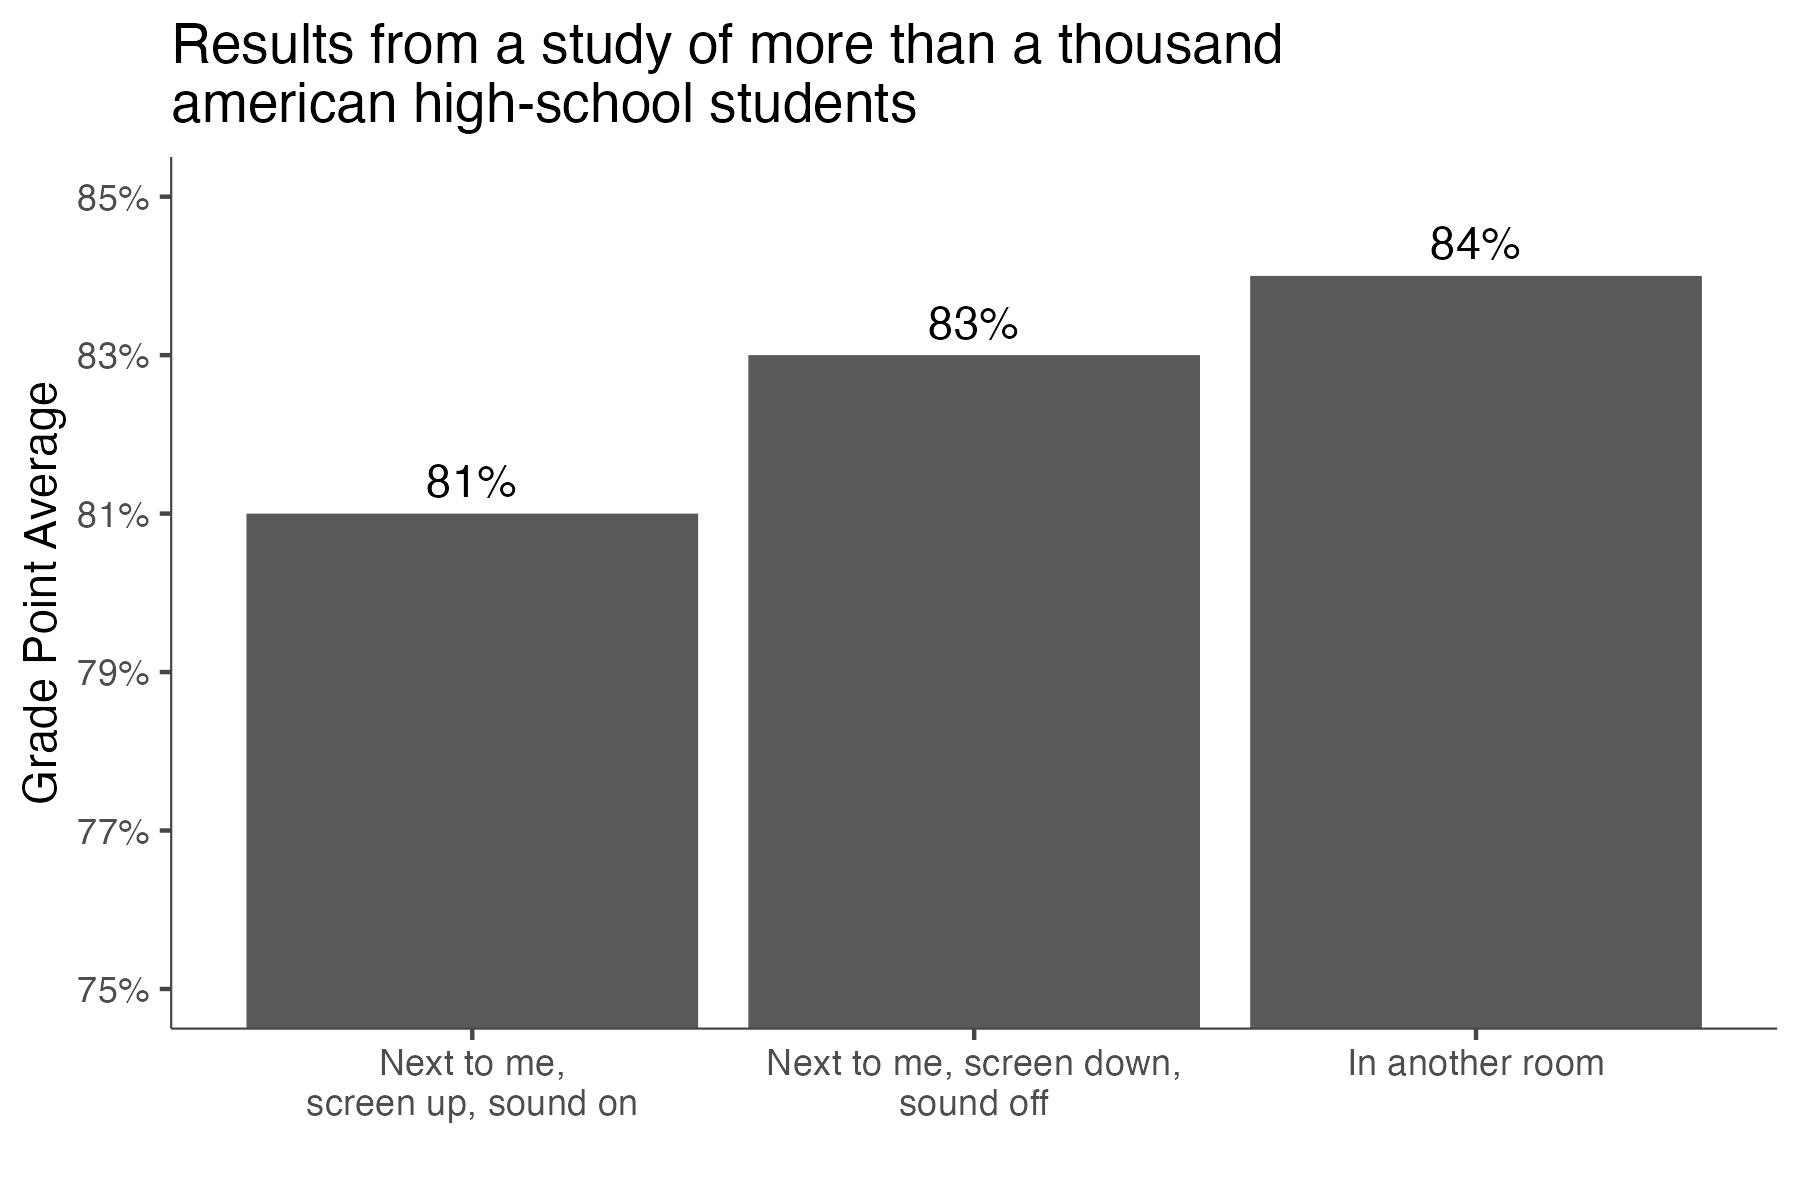 Results from a study of more than a thousand
american high-school students
Grade Point Average
85%
83%
81%
79%
77%
75%
81%
83%
84%
Next to me,
screen up, sound on
Next to me, screen down,
sound off
In another room